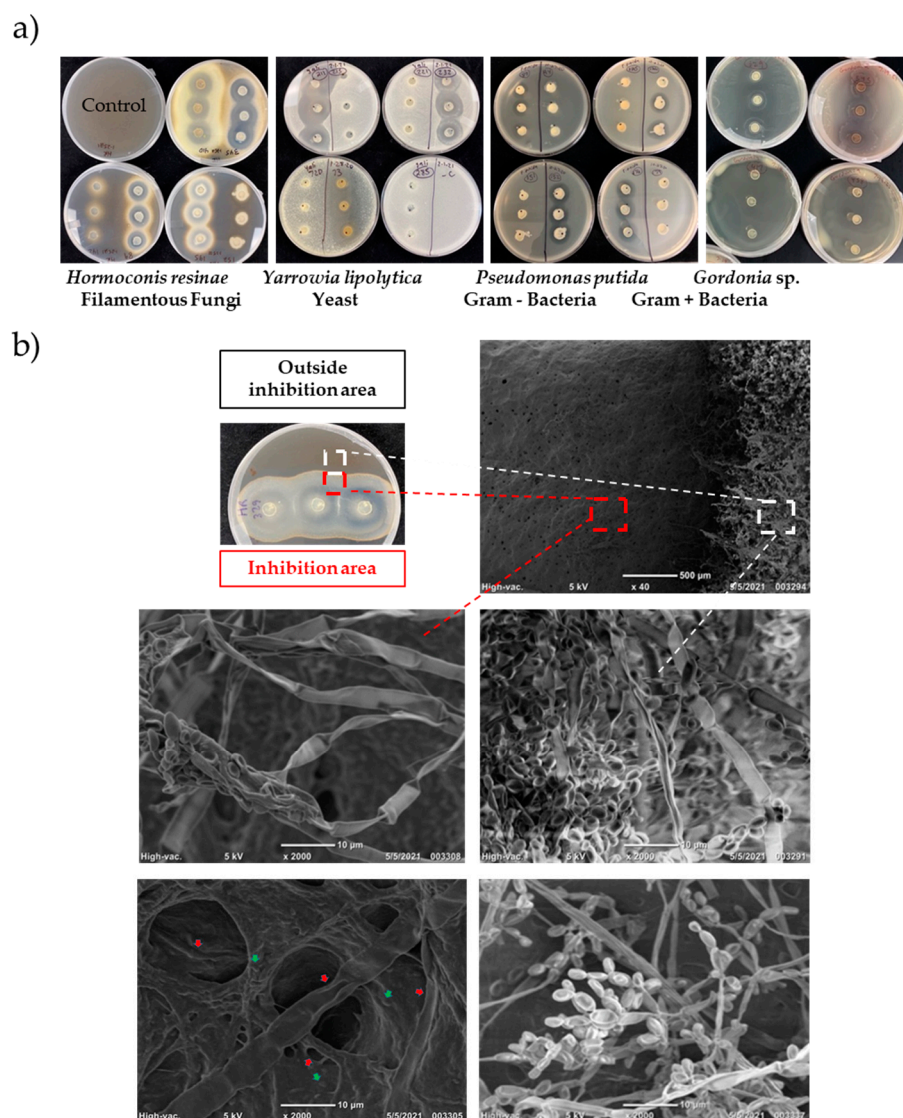 a)
Control
Hormoconis resinae
Filamentous Fungi
Yarrowia lipolytica
Yeast
Pseudomonas putida
Gram - Bacteria
Gordonia sp.
Gram + Bacteria
b)
Outside
inhibition area
Inhibition area
High-vac. 5 kV x 40 500 µm 5/5/2021 003294
High-vac. 5 kV x 2000 10 µm 5/5/2021 003308
High-vac. 5 kV x 2000 10 µm 5/5/2021 003291
High-vac. 5 kV x 2000 10 µm 5/5/2021 003305
High-vac. 5 kV x 2000 10 µm 5/5/2021 003337